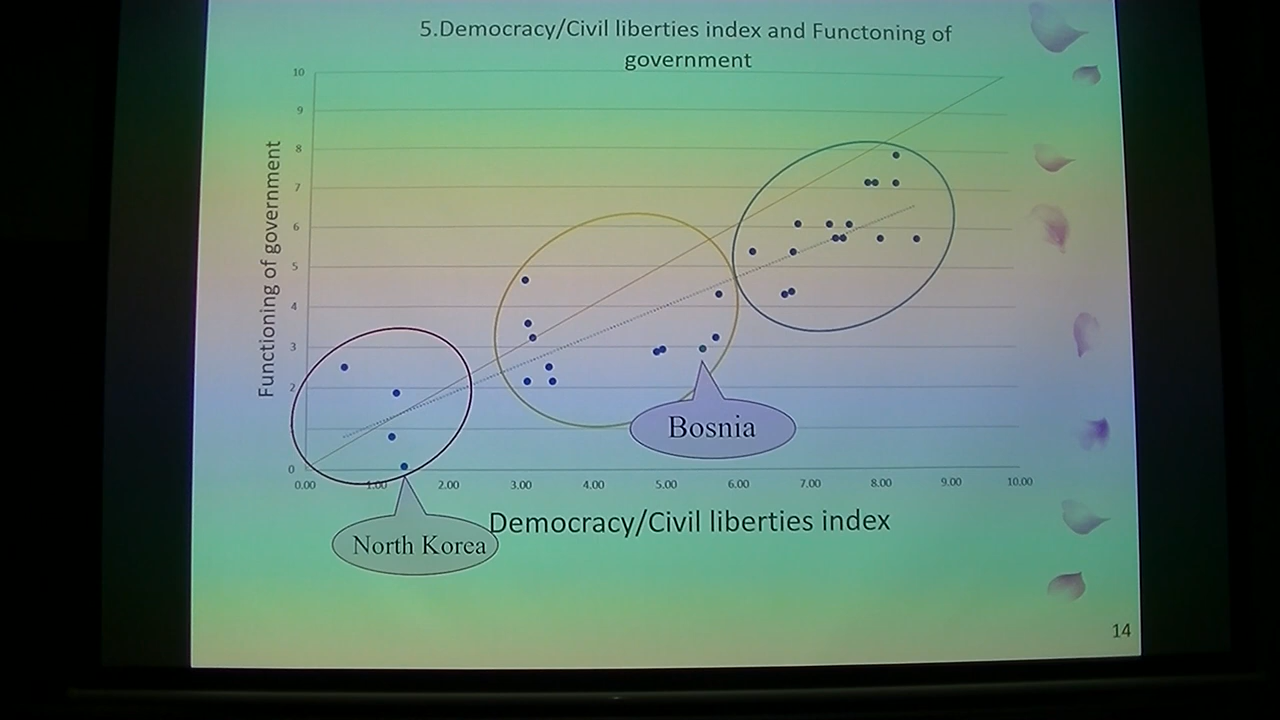 5.Democracy/Civil liberties index and Functoning of
government
10
9
8
7
6
5
4
3
2
0
Functioning of government
0.00 1.00 2.00 3.00 4.00 5.00 6.00 7.00 8.00 9.00 10.00
Democracy/Civil liberties index
North Korea
Bosnia
14